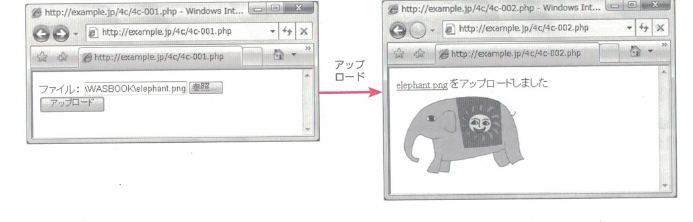 http://example.jp/4c/4c-001.php - Windows Int...
http://example.jp/4c/4c-001.php
http://example.jp/4c/4c-001.php
ファイル： \WASBOOK\elephant.png 参照
アップロード
アップ
ロード
http://example.jp/4c/4c-002.php - Windows Int...
http://example.jp/4c/4c-002.php
http://example.jp/4c/4c-002.php
elephant.png をアップロードしました